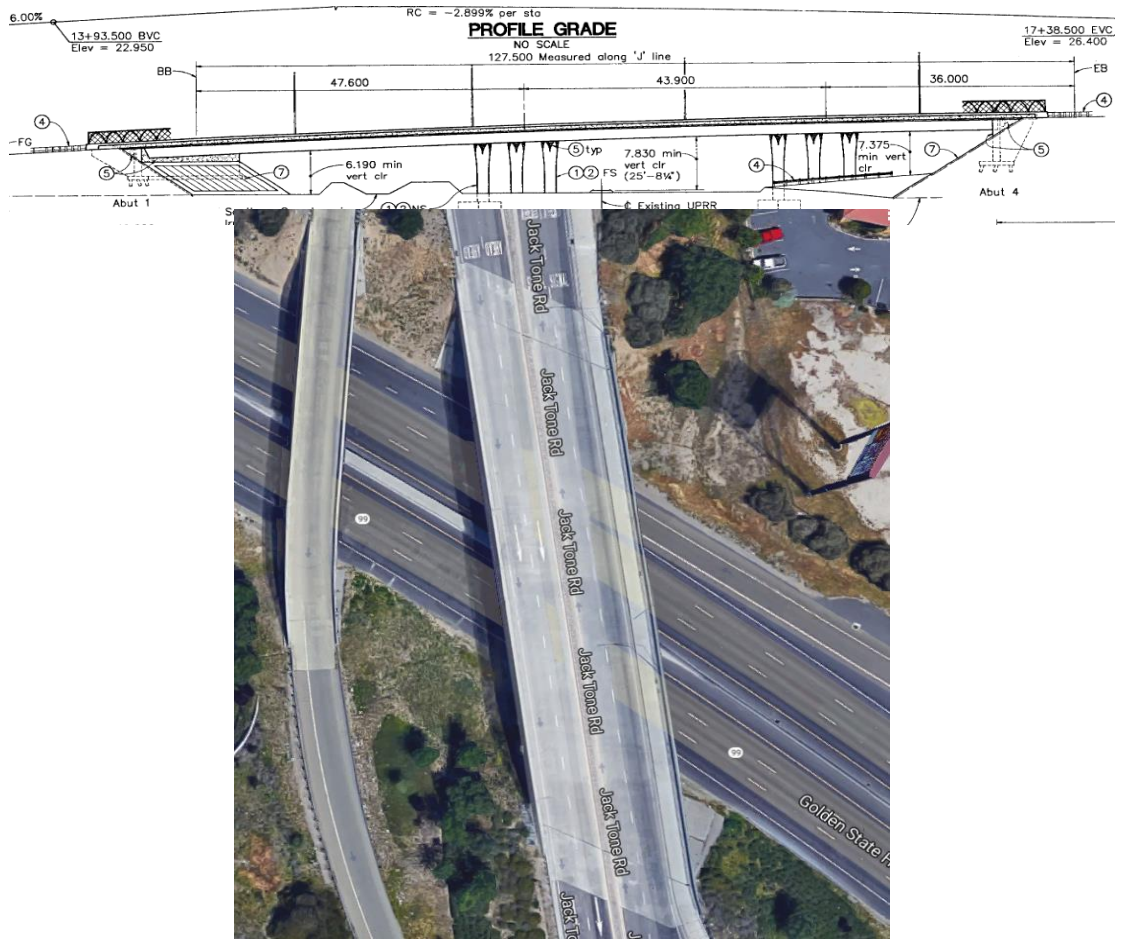 6.00%
RC = -2.899% per sta
PROFILE GRADE
NO SCALE
13+93.500 BVC
Elev = 22.950
17+38.500 EVC
Elev = 26.400
127.500 Measured along 'J' line
BB
EB
47.600
43.900
36.000
4
4
FG
5
7
6.190 min
vert clr
5 typ
1 2 FS
7.830 min
vert clr
(25'-8¼")
4
7.375
min vert
clr
7
5
Abut 1
Abut 4
1 2 NS
℄ Existing UPRR
Jack Tone Rd
Jack Tone Rd
Jack Tone Rd
99
Jack Tone Rd
Jack Tone Rd
99
Jack Tone Rd
Golden State H
Jack To